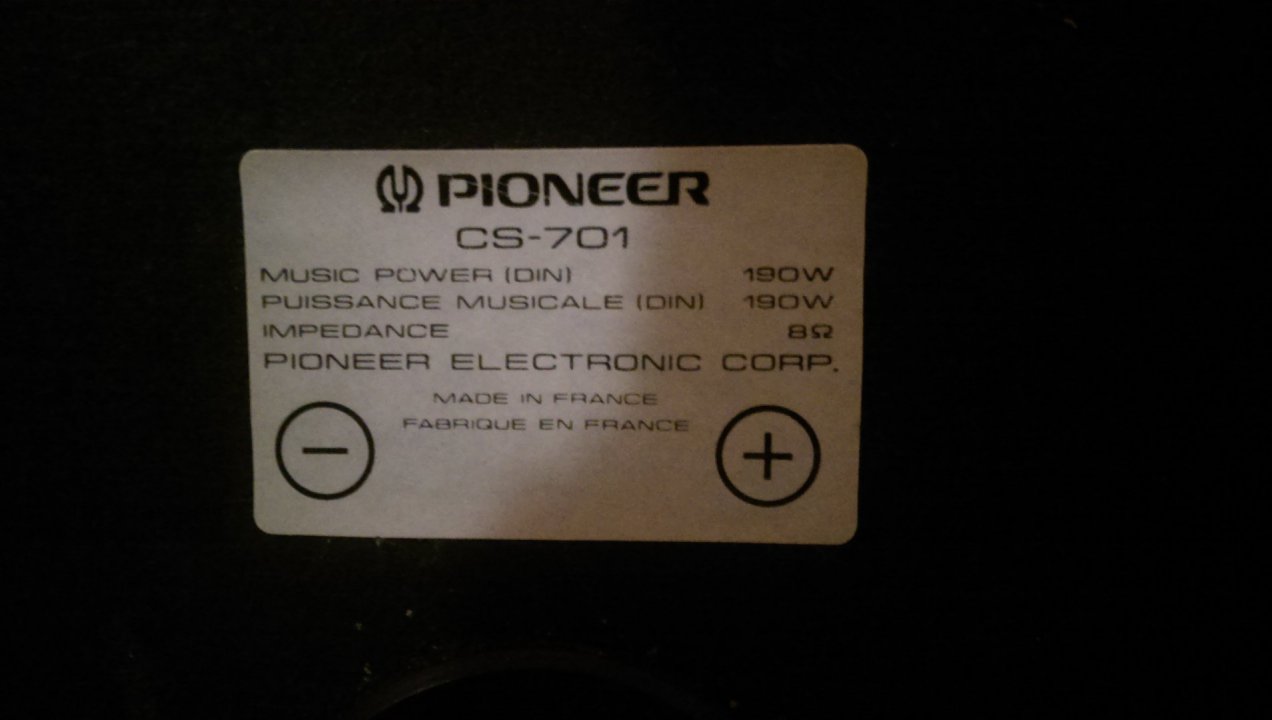 PIONEER
CS-701
MUSIC POWER (DIN) 190W
PUISSANCE MUSICALE (DIN) 190W
IMPEDANCE 8Ω
PIONEER ELECTRONIC CORP.
MADE IN FRANCE
FABRIQUE EN FRANCE
− +